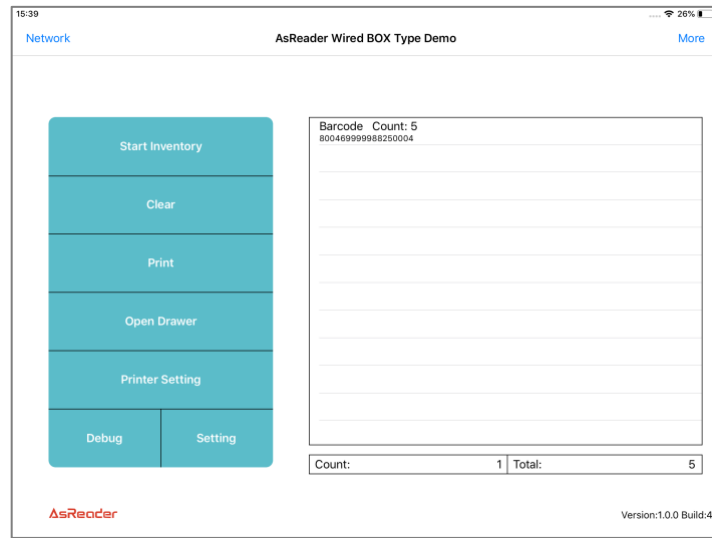 15:39 26%
Network AsReader Wired BOX Type Demo More
Start Inventory
Clear
Print
Open Drawer
Printer Setting
Debug Setting
Barcode Count: 5
800469999988250004
Count: 1 Total: 5
AsReader
Version:1.0.0 Build:4